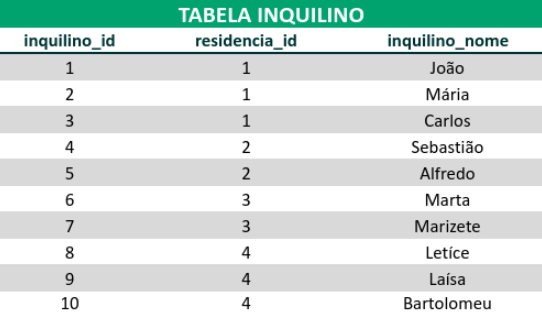 TABELA INQUILINO
inquilino_id residencia_id inquilino_nome
1 1 João
2 1 Mária
3 1 Carlos
4 2 Sebastião
5 2 Alfredo
6 3 Marta
7 3 Marizete
8 4 Letíce
9 4 Laísa
10 4 Bartolomeu